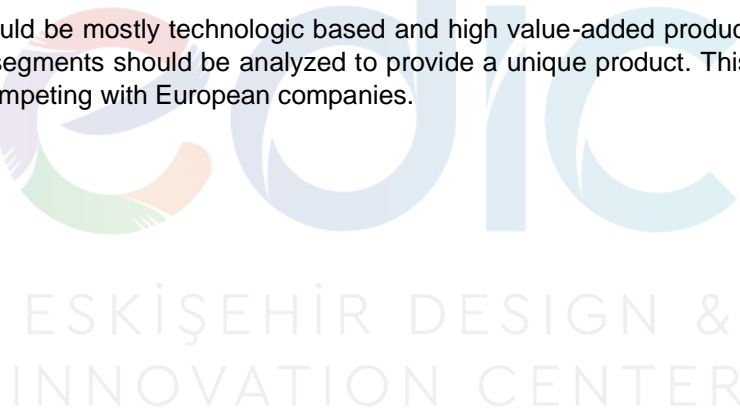 uld be mostly technologic based and high value-added produc
segments should be analyzed to provide a unique product. This
mpeting with European companies.
edic
ESKİŞEHİR DESIGN &
INNOVATION CENTER